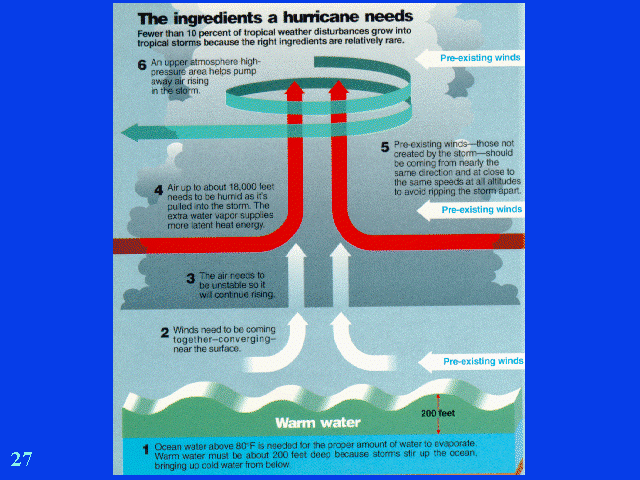 The ingredients a hurricane needs
Fewer than 10 percent of tropical weather disturbances grow into
tropical storms because the right ingredients are relatively rare.
Pre-existing winds
6 An upper atmosphere high-
pressure area helps pump
away air rising
in the storm.
5 Pre-existing winds—those not
created by the storm—should
be coming from nearly the
same direction and at close to
the same speeds at all altitudes
to avoid ripping the storm apart.
4 Air up to about 18,000 feet
needs to be humid as it's
pulled into the storm. The
extra water vapor supplies
more latent heat energy.
Pre-existing winds
3 The air needs to
be unstable so it
will continue rising.
2 Winds need to be coming
together—converging—
near the surface.
Pre-existing winds
200 feet
Warm water
1 Ocean water above 80°F is needed for the proper amount of water to evaporate.
Warm water must be about 200 feet deep because storms stir up the ocean,
bringing up cold water from below.
27